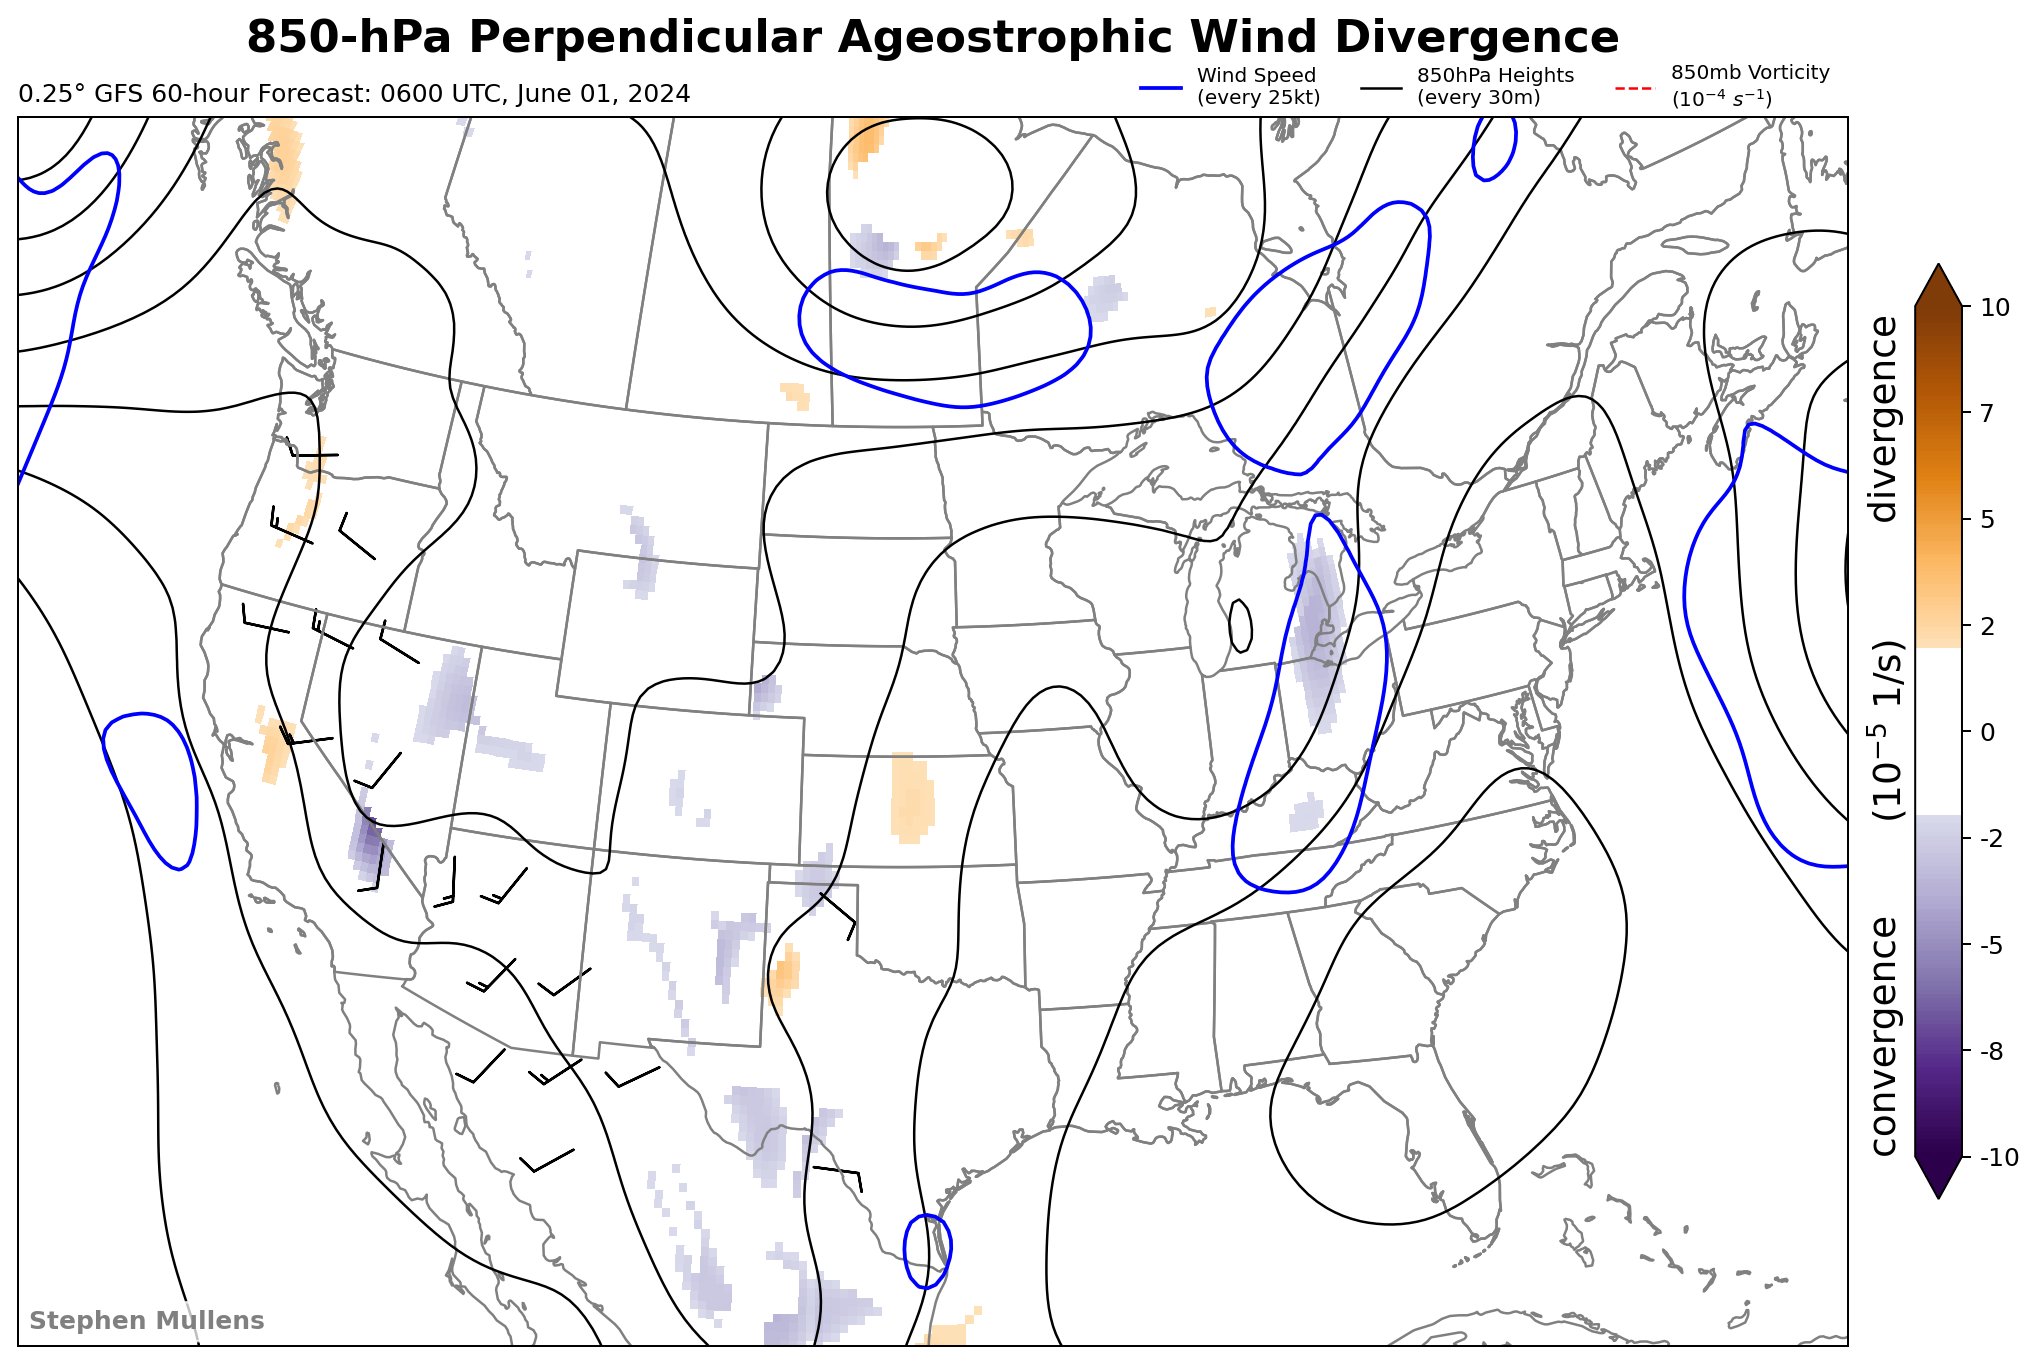 850-hPa Perpendicular Ageostrophic Wind Divergence
0.25° GFS 60-hour Forecast: 0600 UTC, June 01, 2024
Wind Speed
(every 25kt)
850hPa Heights
(every 30m)
850mb Vorticity
(10⁻⁴ s⁻¹)
10
7
5
2
0
-2
-5
-8
-10
convergence (10⁻⁵ 1/s) divergence
Stephen Mullens